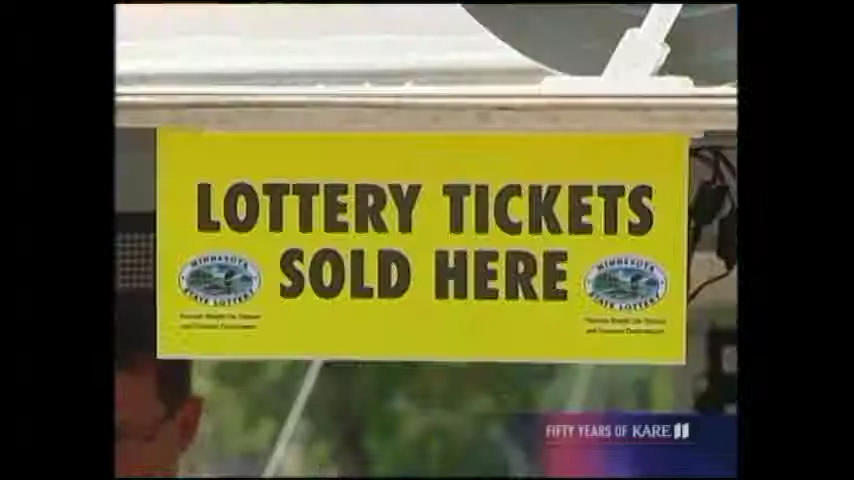 LOTTERY TICKETS
SOLD HERE
MINNESOTA
STATE LOTTERY
MINNESOTA
STATE LOTTERY
FIFTY YEARS OF KARE 11